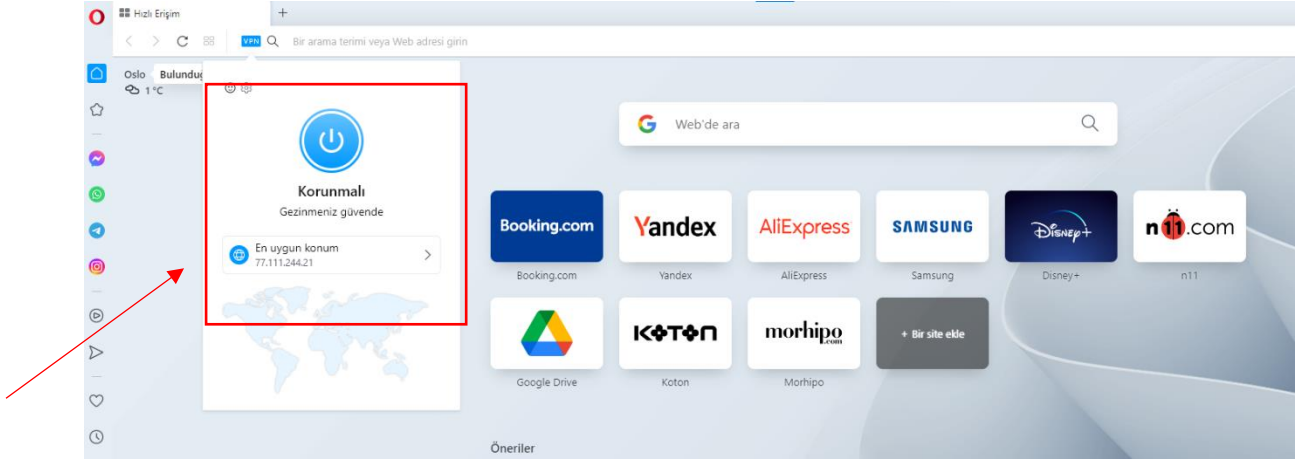 Hızlı Erişim
VPN
Bir arama terimi veya Web adresi girin
Oslo
1 °C
Korunmalı
Gezinmeniz güvende
En uygun konum
77.111.244.21
Web'de ara
Booking.com
Yandex
AliExpress
SAMSUNG
Disney+
n11.com
Booking.com
Yandex
AliExpress
Samsung
Disney+
n11
KOTON
morhipo
.com
+ Bir site ekle
Google Drive
Koton
Morhipo
Öneriler